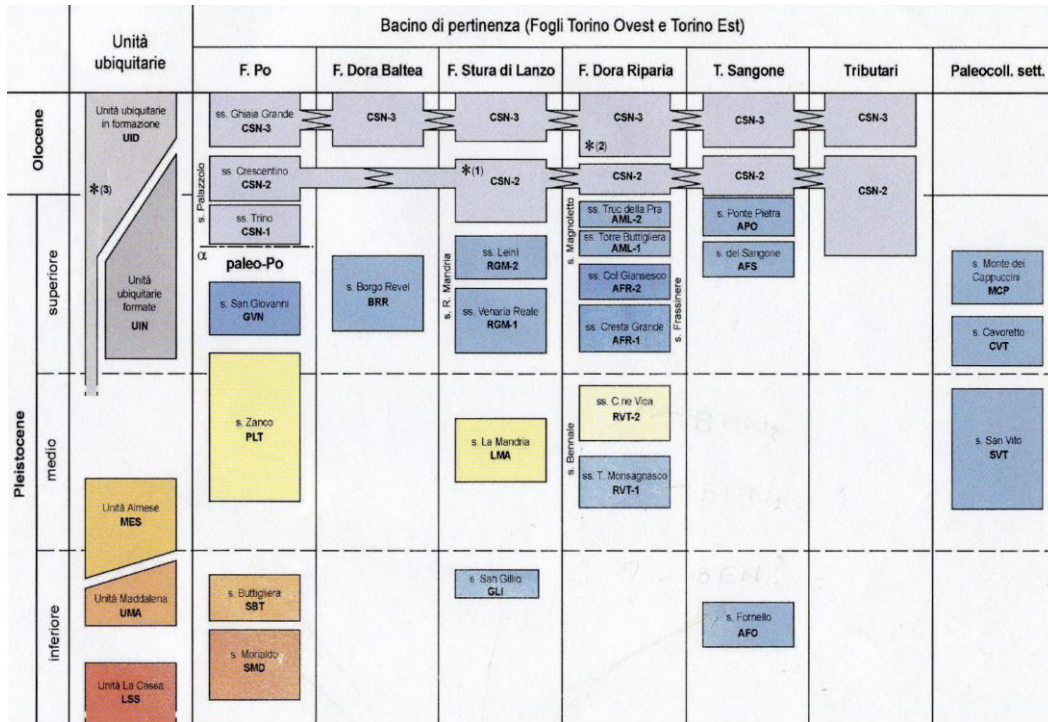 Bacino di pertinenza (Fogli Torino Ovest e Torino Est)
Unità
ubiquitarie
F. Po
F. Dora Baltea
F. Stura di Lanzo
F. Dora Riparia
T. Sangone
Tributari
Paleocoll. sett.
Olocene
Pleistocene
superiore
medio
inferiore
Unità ubiquitarie
in formazione
UID
*(3)
Unità
ubiquitarie
formate
UIN
Unità Almese
MES
Unità Maddalena
UMA
Unità La Cassa
LSS
s. Palazzolo
ss. Ghiaia Grande
CSN-3
ss. Crescentino
CSN-2
ss. Trino
CSN-1
α
paleo-Po
s. San Giovanni
GVN
s. Zanco
PLT
s. Buttigliera
SBT
s. Morialdo
SMD
CSN-3
s. Borgo Revel
BRR
CSN-3
*(1)
CSN-2
s. R. Mandria
ss. Leinì
RGM-2
ss. Venaria Reale
RGM-1
s. La Mandria
LMA
s. San Gillio
GLI
CSN-3
*(2)
CSN-2
s. Magnoletto
ss. Truc della Pra
AML-2
ss. Torre Buttigliera
AML-1
ss. Col Giansesco
AFR-2
ss. Cresta Grande
AFR-1
s. Frassinere
s. Bennale
ss. C.ne Vica
RVT-2
ss. T. Monsagnasco
RVT-1
CSN-3
CSN-2
s. Ponte Pietra
APO
s. del Sangone
AFS
s. Fornello
AFO
CSN-3
CSN-2
s. Monte dei
Cappuccini
MCP
s. Cavoretto
CVT
s. San Vito
SVT